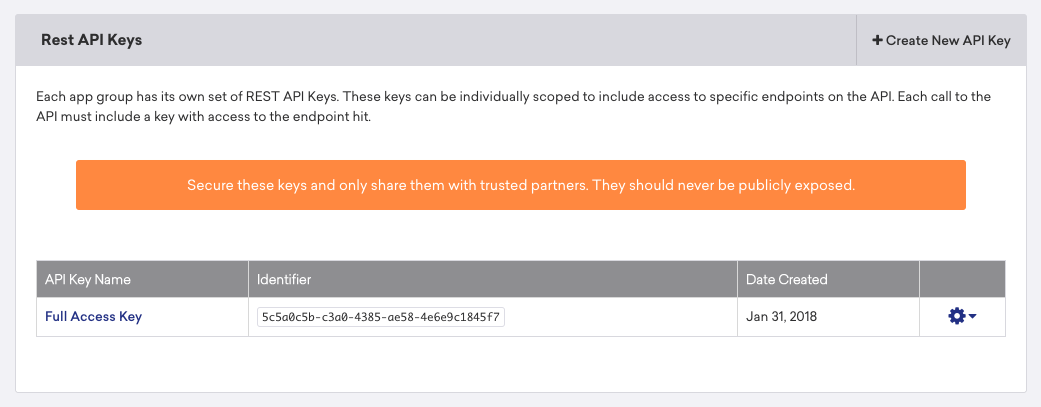 Rest API Keys
+ Create New API Key
Each app group has its own set of REST API Keys. These keys can be individually scoped to include access to specific endpoints on the API. Each call to the
API must include a key with access to the endpoint hit.
Secure these keys and only share them with trusted partners. They should never be publicly exposed.
API Key Name Identifier Date Created
Full Access Key 5c5a0c5b-c3a0-4385-ae58-4e6e9c1845f7 Jan 31, 2018